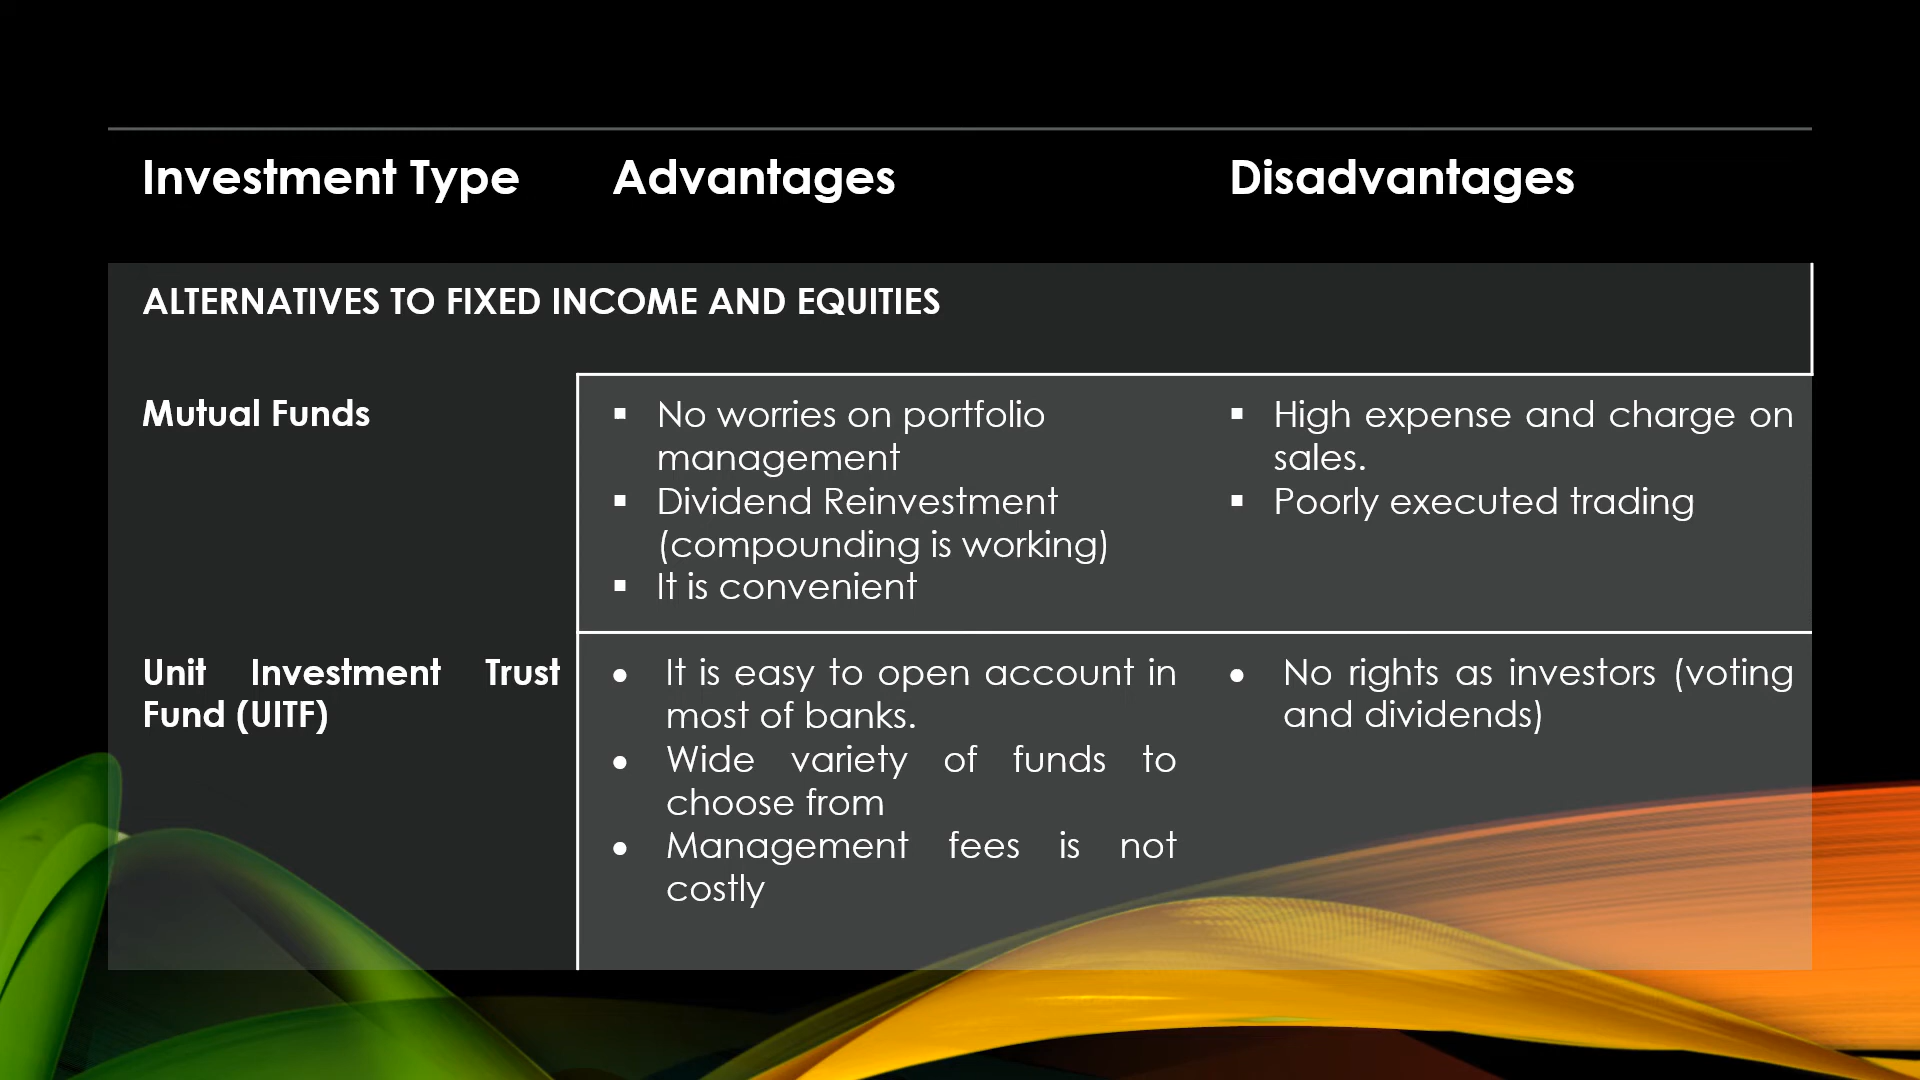 Investment Type Advantages Disadvantages
ALTERNATIVES TO FIXED INCOME AND EQUITIES
Mutual Funds
▪ No worries on portfolio
management
▪ Dividend Reinvestment
(compounding is working)
▪ It is convenient
▪ High expense and charge on
sales.
▪ Poorly executed trading
Unit Investment Trust
Fund (UITF)
• It is easy to open account in
most of banks.
• Wide variety of funds to
choose from
• Management fees is not
costly
• No rights as investors (voting
and dividends)